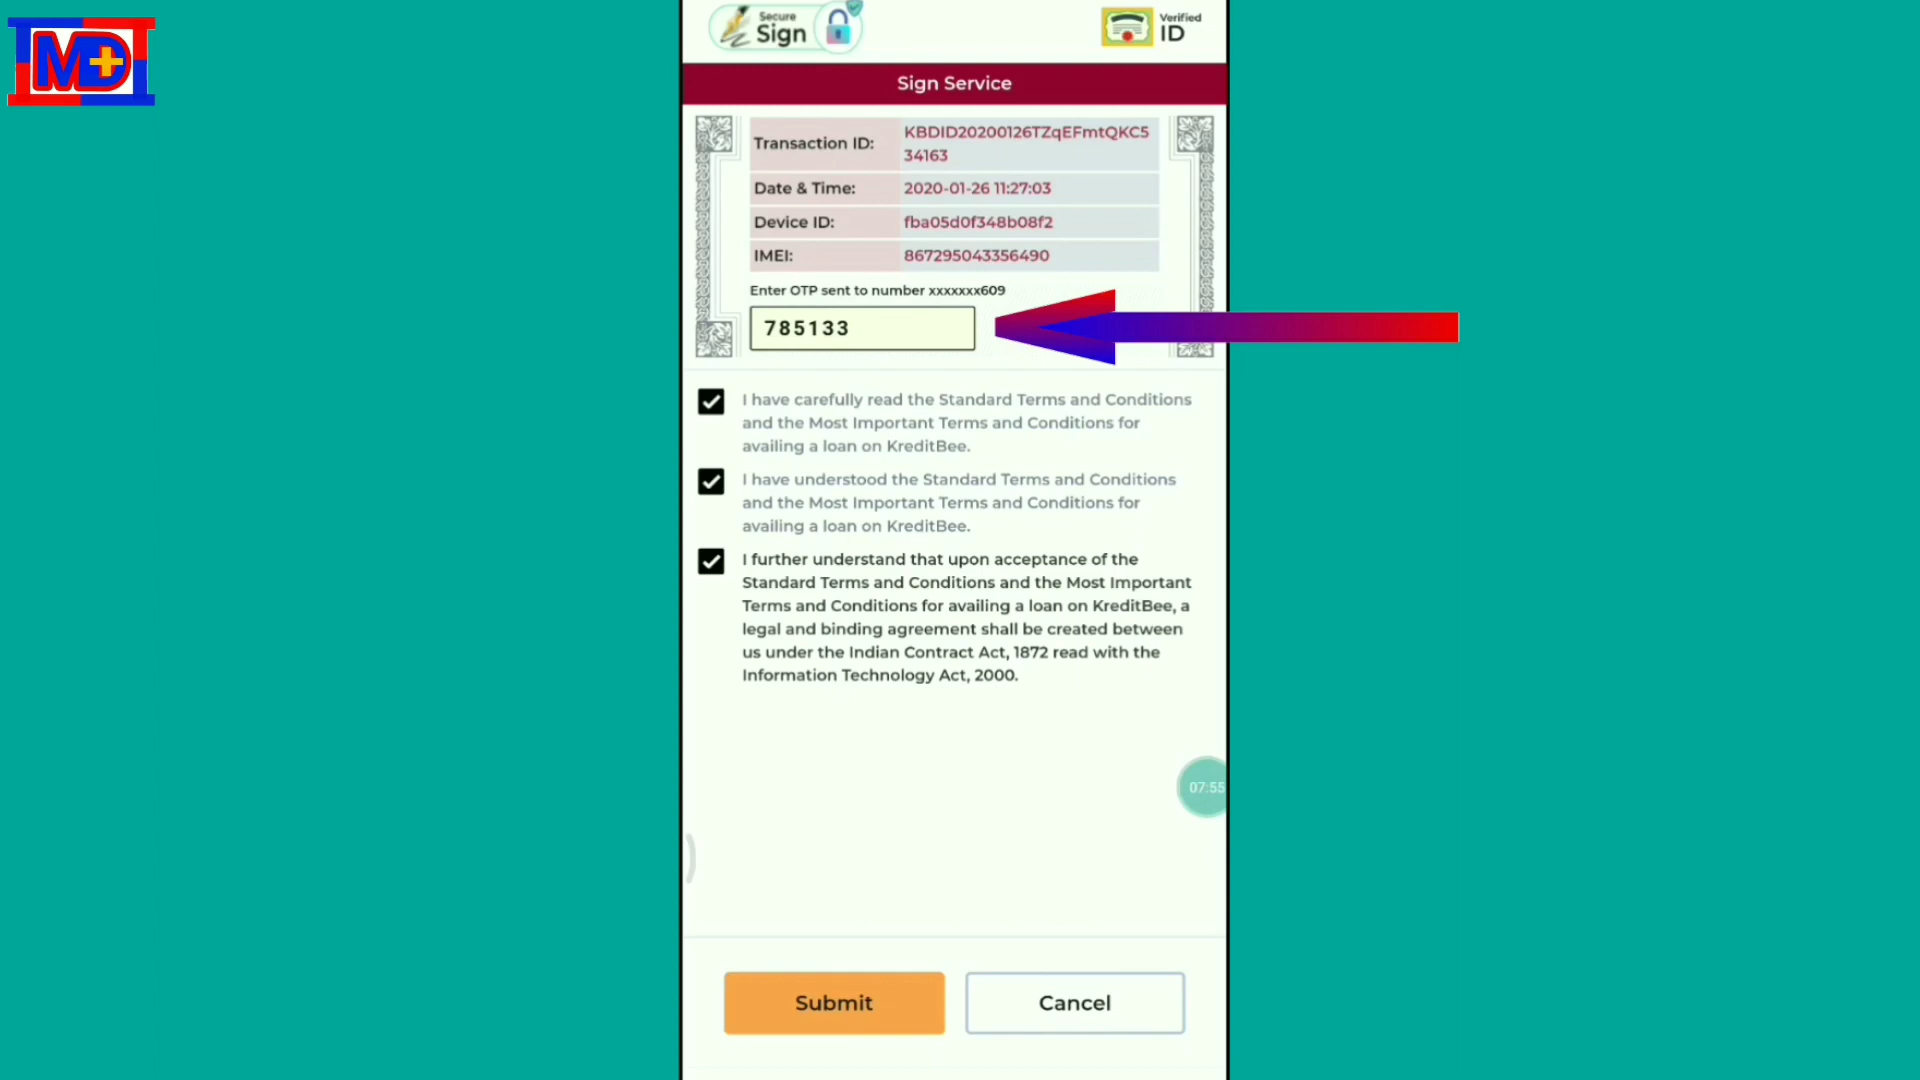 MD+
Secure
Sign
Verified
ID
Sign Service
Transaction ID:
KBDID20200126TZqEFmtQKC5
34163
Date & Time:
2020-01-26 11:27:03
Device ID:
fba05d0f348b08f2
IMEI:
867295043356490
Enter OTP sent to number xxxxxxx609
785133
I have carefully read the Standard Terms and Conditions
and the Most Important Terms and Conditions for
availing a loan on KreditBee.
I have understood the Standard Terms and Conditions
and the Most Important Terms and Conditions for
availing a loan on KreditBee.
I further understand that upon acceptance of the
Standard Terms and Conditions and the Most Important
Terms and Conditions for availing a loan on KreditBee, a
legal and binding agreement shall be created between
us under the Indian Contract Act, 1872 read with the
Information Technology Act, 2000.
07:55
Submit
Cancel